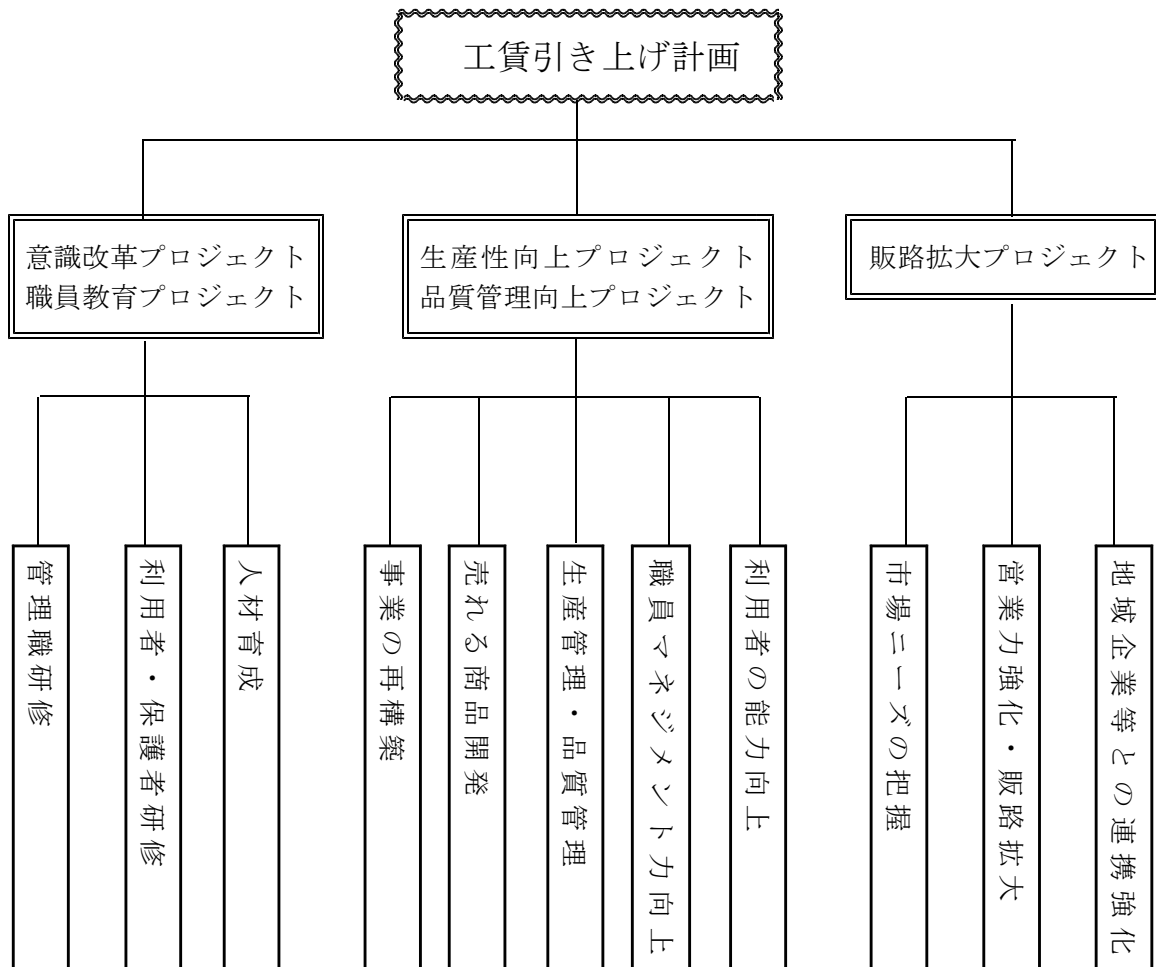 工賃引き上げ計画
意識改革プロジェクト
職員教育プロジェクト
生産性向上プロジェクト
品質管理向上プロジェクト
販路拡大プロジェクト
管理職研修
利用者・保護者研修
人材育成
事業の再構築
売れる商品開発
生産管理・品質管理
職員マネジメント力向上
利用者の能力向上
市場ニーズの把握
営業力強化・販路拡大
地域企業等との連携強化